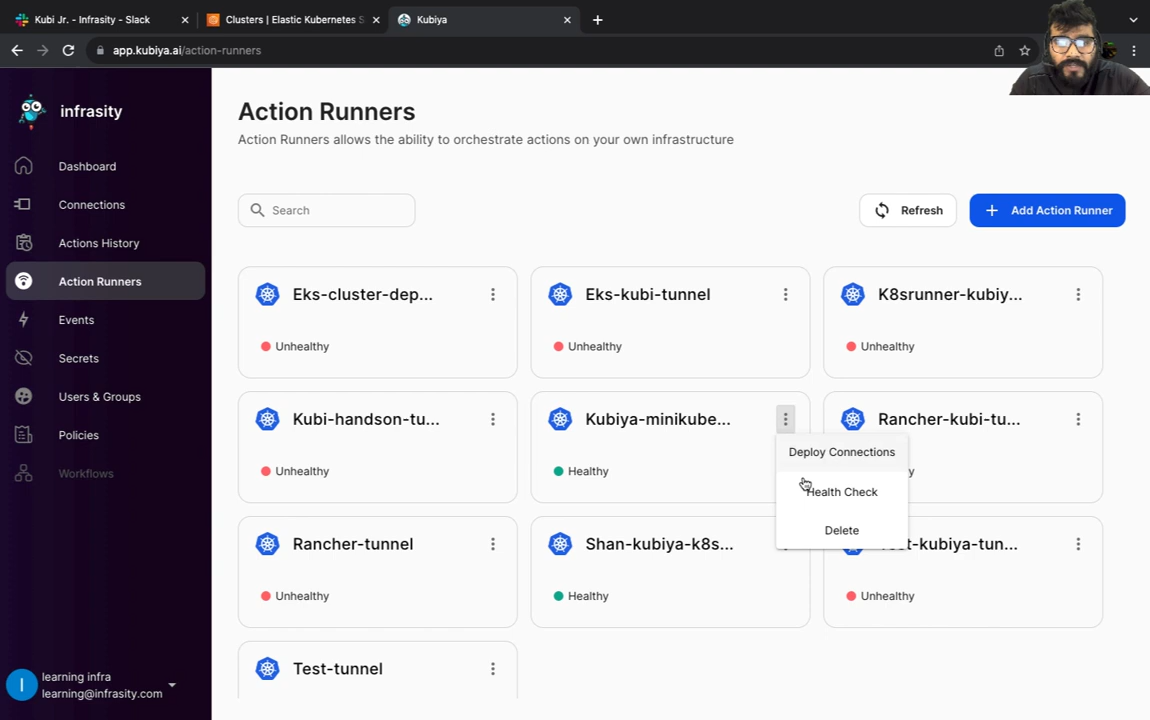 Kubi Jr. - Infrasity - Slack
Clusters | Elastic Kubernetes S
Kubiya
app.kubiya.ai/action-runners
infrasity
Dashboard
Connections
Actions History
Action Runners
Events
Secrets
Users & Groups
Policies
Workflows
I
learning infra
learning@infrasity.com
Action Runners
Action Runners allows the ability to orchestrate actions on your own infrastructure
Search
Refresh
Add Action Runner
Eks-cluster-dep...
Unhealthy
Eks-kubi-tunnel
Unhealthy
K8srunner-kubiy...
Unhealthy
Kubi-handson-tu...
Unhealthy
Kubiya-minikube...
Healthy
Deploy Connections
Health Check
Delete
Rancher-kubi-tu...
Rancher-tunnel
Unhealthy
Shan-kubiya-k8s...
Healthy
st-kubiya-tun...
Unhealthy
Test-tunnel